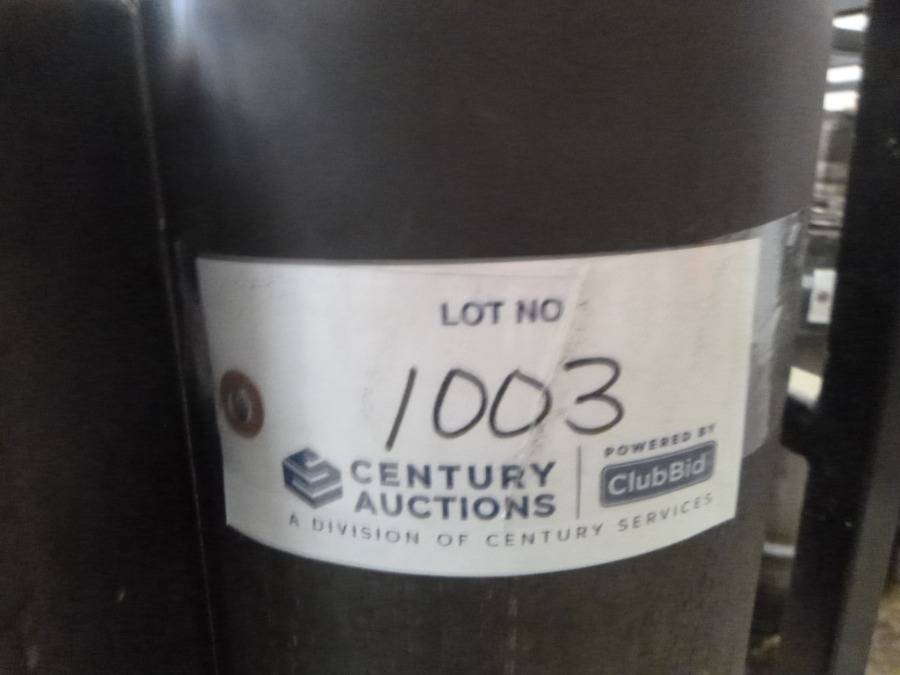 LOT NO
1003
CENTURY AUCTIONS
POWERED BY
ClubBid
A DIVISION OF CENTURY SERVICES